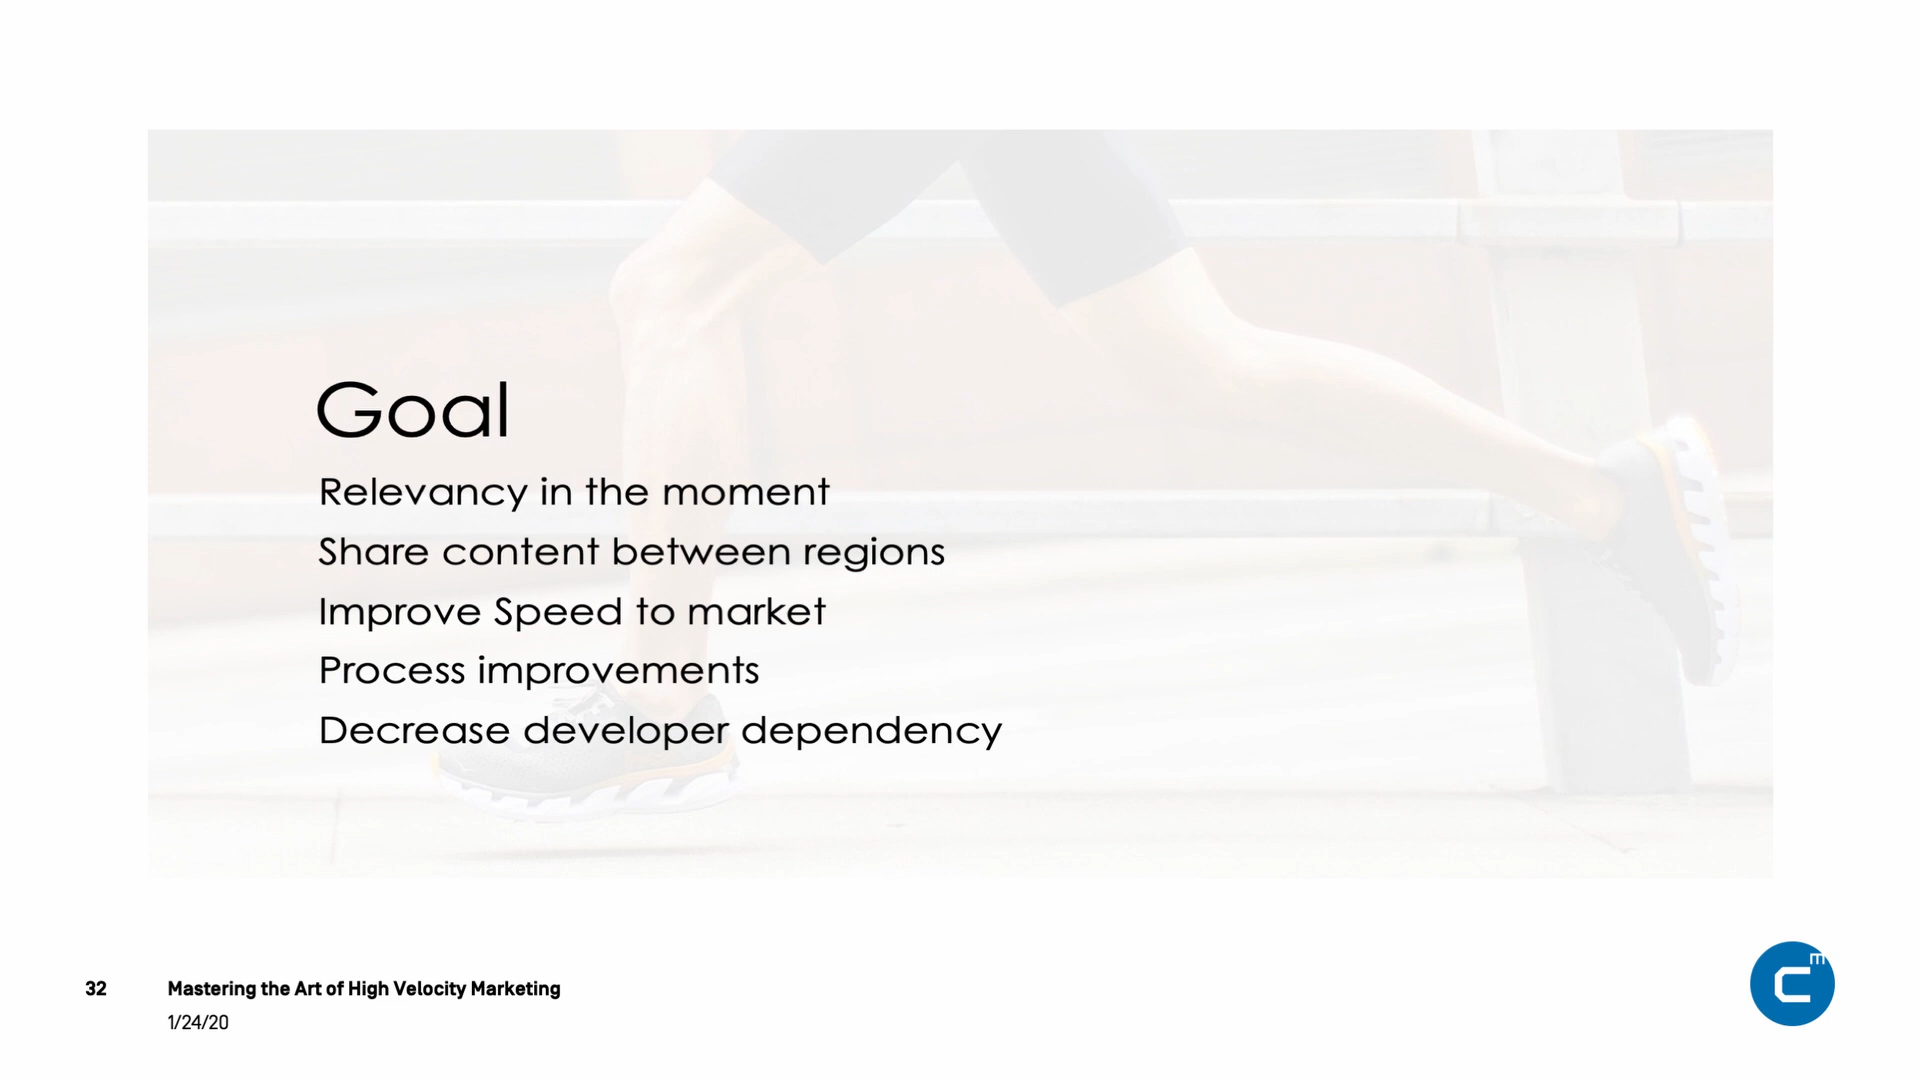 Goal
Relevancy in the moment
Share content between regions
Improve Speed to market
Process improvements
Decrease developer dependency
32 Mastering the Art of High Velocity Marketing
1/24/20
C m